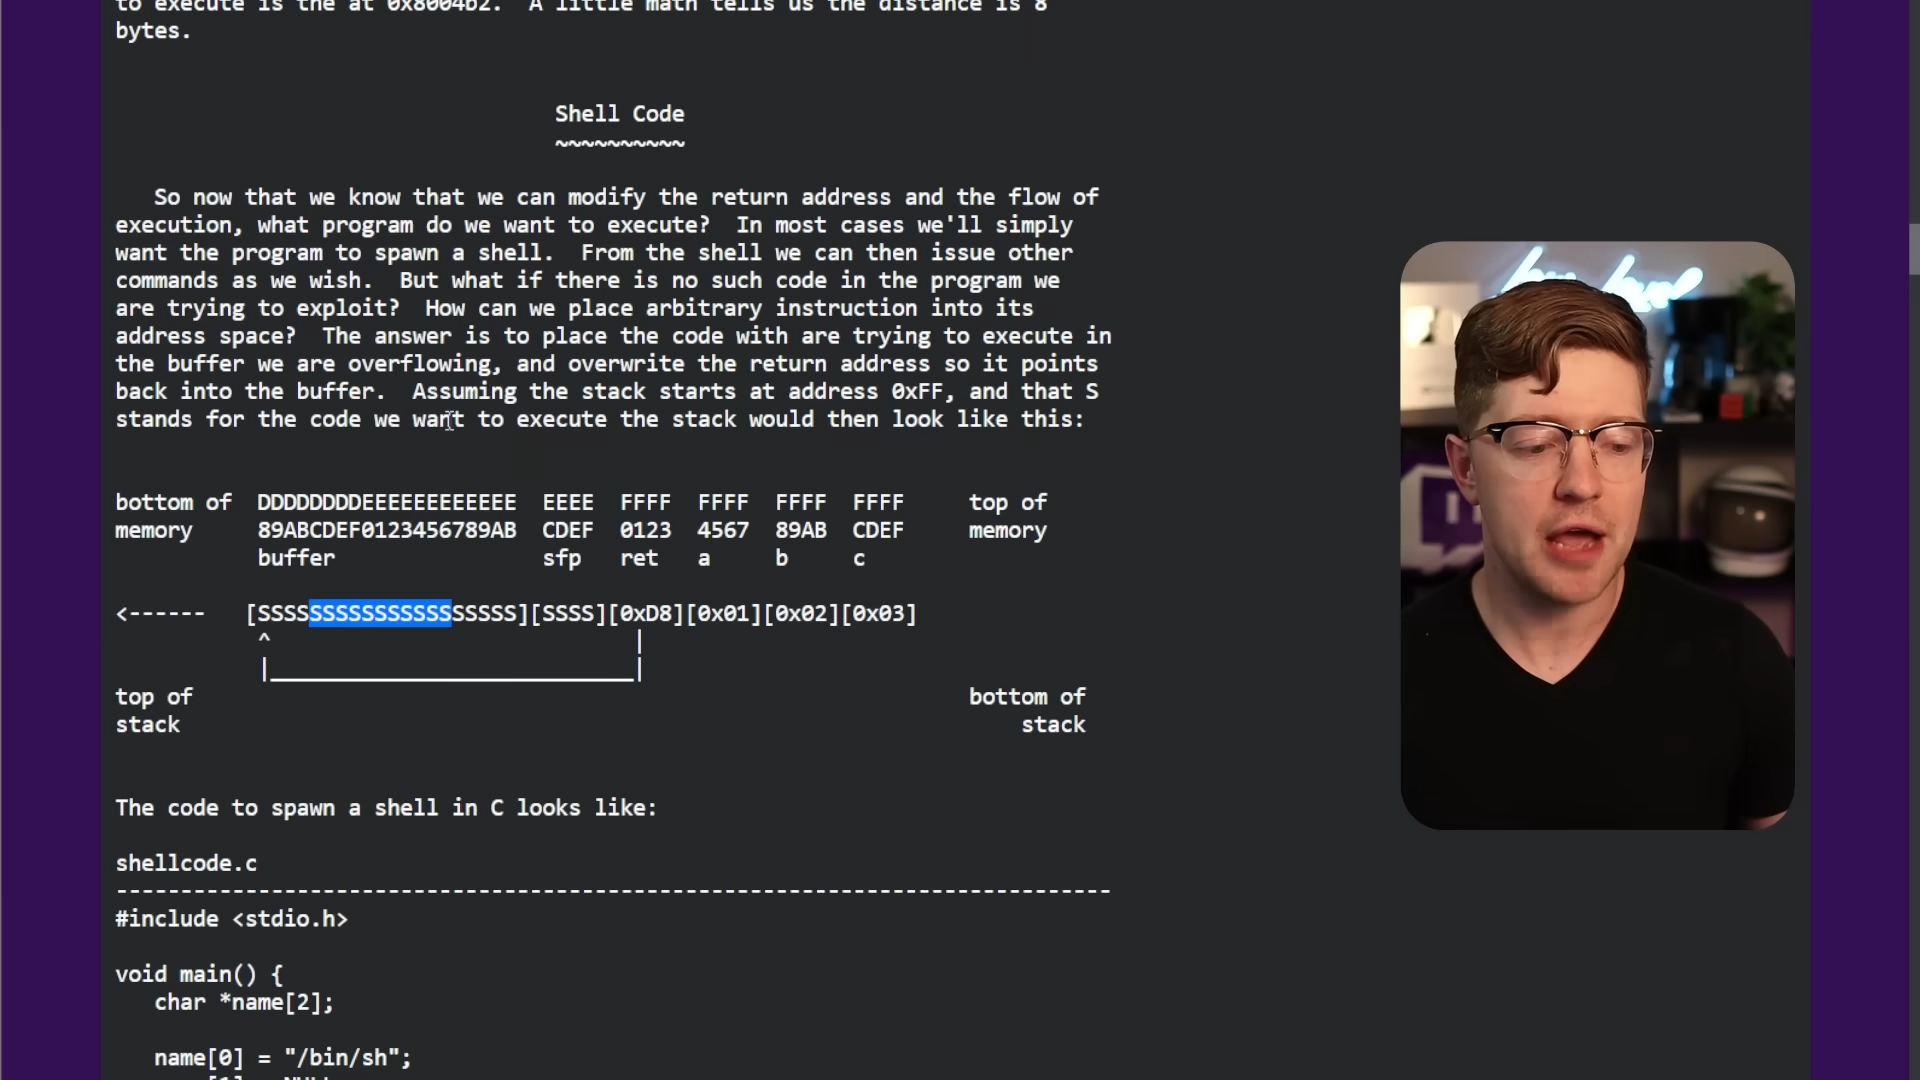 to execute is the at 0x8004b2.  A little math tells us the distance is 8
bytes.
Shell Code
~~~~~~~~~~
So now that we know that we can modify the return address and the flow of
execution, what program do we want to execute?  In most cases we'll simply
want the program to spawn a shell.  From the shell we can then issue other
commands as we wish.  But what if there is no such code in the program we
are trying to exploit?  How can we place arbitrary instruction into its
address space?  The answer is to place the code with are trying to execute in
the buffer we are overflowing, and overwrite the return address so it points
back into the buffer.  Assuming the stack starts at address 0xFF, and that S
stands for the code we want to execute the stack would then look like this:
bottom of  DDDDDDDDEEEEEEEEEEEE  EEEE  FFFF  FFFF  FFFF  FFFF     top of
memory     89ABCDEF0123456789AB  CDEF  0123  4567  89AB  CDEF     memory
buffer                sfp   ret   a     b     c
<------   [SSSSSSSSSSSSSSSSSSSS][SSSS][0xD8][0x01][0x02][0x03]
^                            |
|____________________________|
top of                                                            bottom of
stack                                                                 stack
The code to spawn a shell in C looks like:
shellcode.c
-----------------------------------------------------------------------------
#include <stdio.h>
void main() {
char *name[2];
name[0] = "/bin/sh";